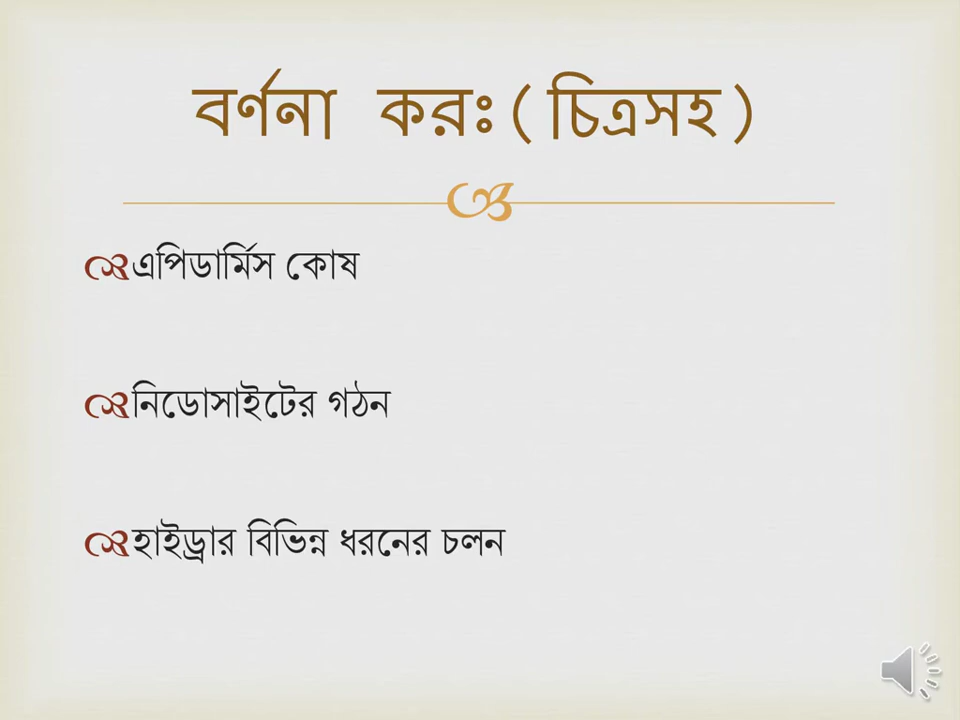 বর্ণনা করঃ(চিত্রসহ)
এপিডার্মিস কোষ
নিডোসাইটের গঠন
হাইড্রার বিভিন্ন ধরনের চলন